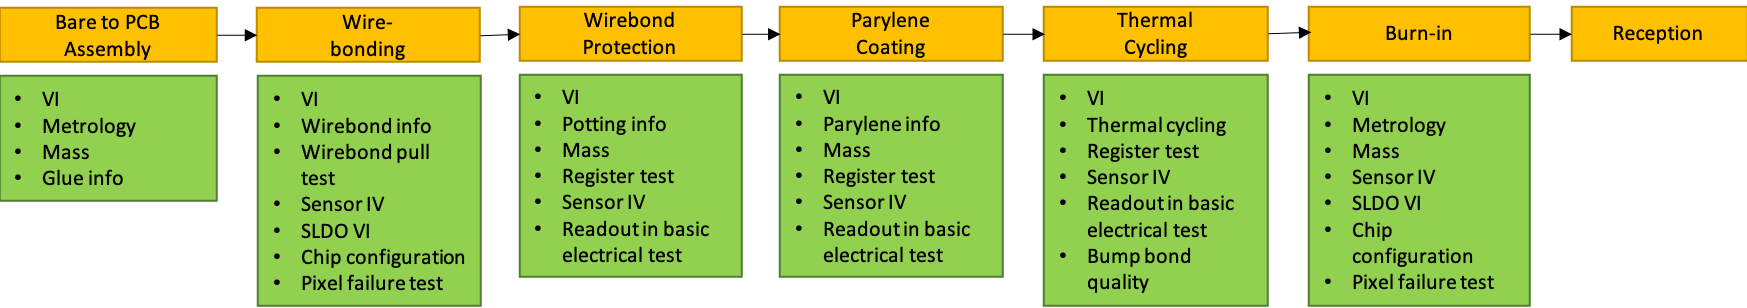 Bare to PCB
Assembly
Wire-
bonding
Wirebond
Protection
Parylene
Coating
Thermal
Cycling
Burn-in
Reception
• VI
• Metrology
• Mass
• Glue info
• VI
• Wirebond info
• Wirebond pull
test
• Sensor IV
• SLDO VI
• Chip configuration
• Pixel failure test
• VI
• Potting info
• Mass
• Register test
• Sensor IV
• Readout in basic
electrical test
• VI
• Parylene info
• Mass
• Register test
• Sensor IV
• Readout in basic
electrical test
• VI
• Thermal cycling
• Register test
• Sensor IV
• Readout in basic
electrical test
• Bump bond
quality
• VI
• Metrology
• Mass
• Sensor IV
• SLDO VI
• Chip
configuration
• Pixel failure test